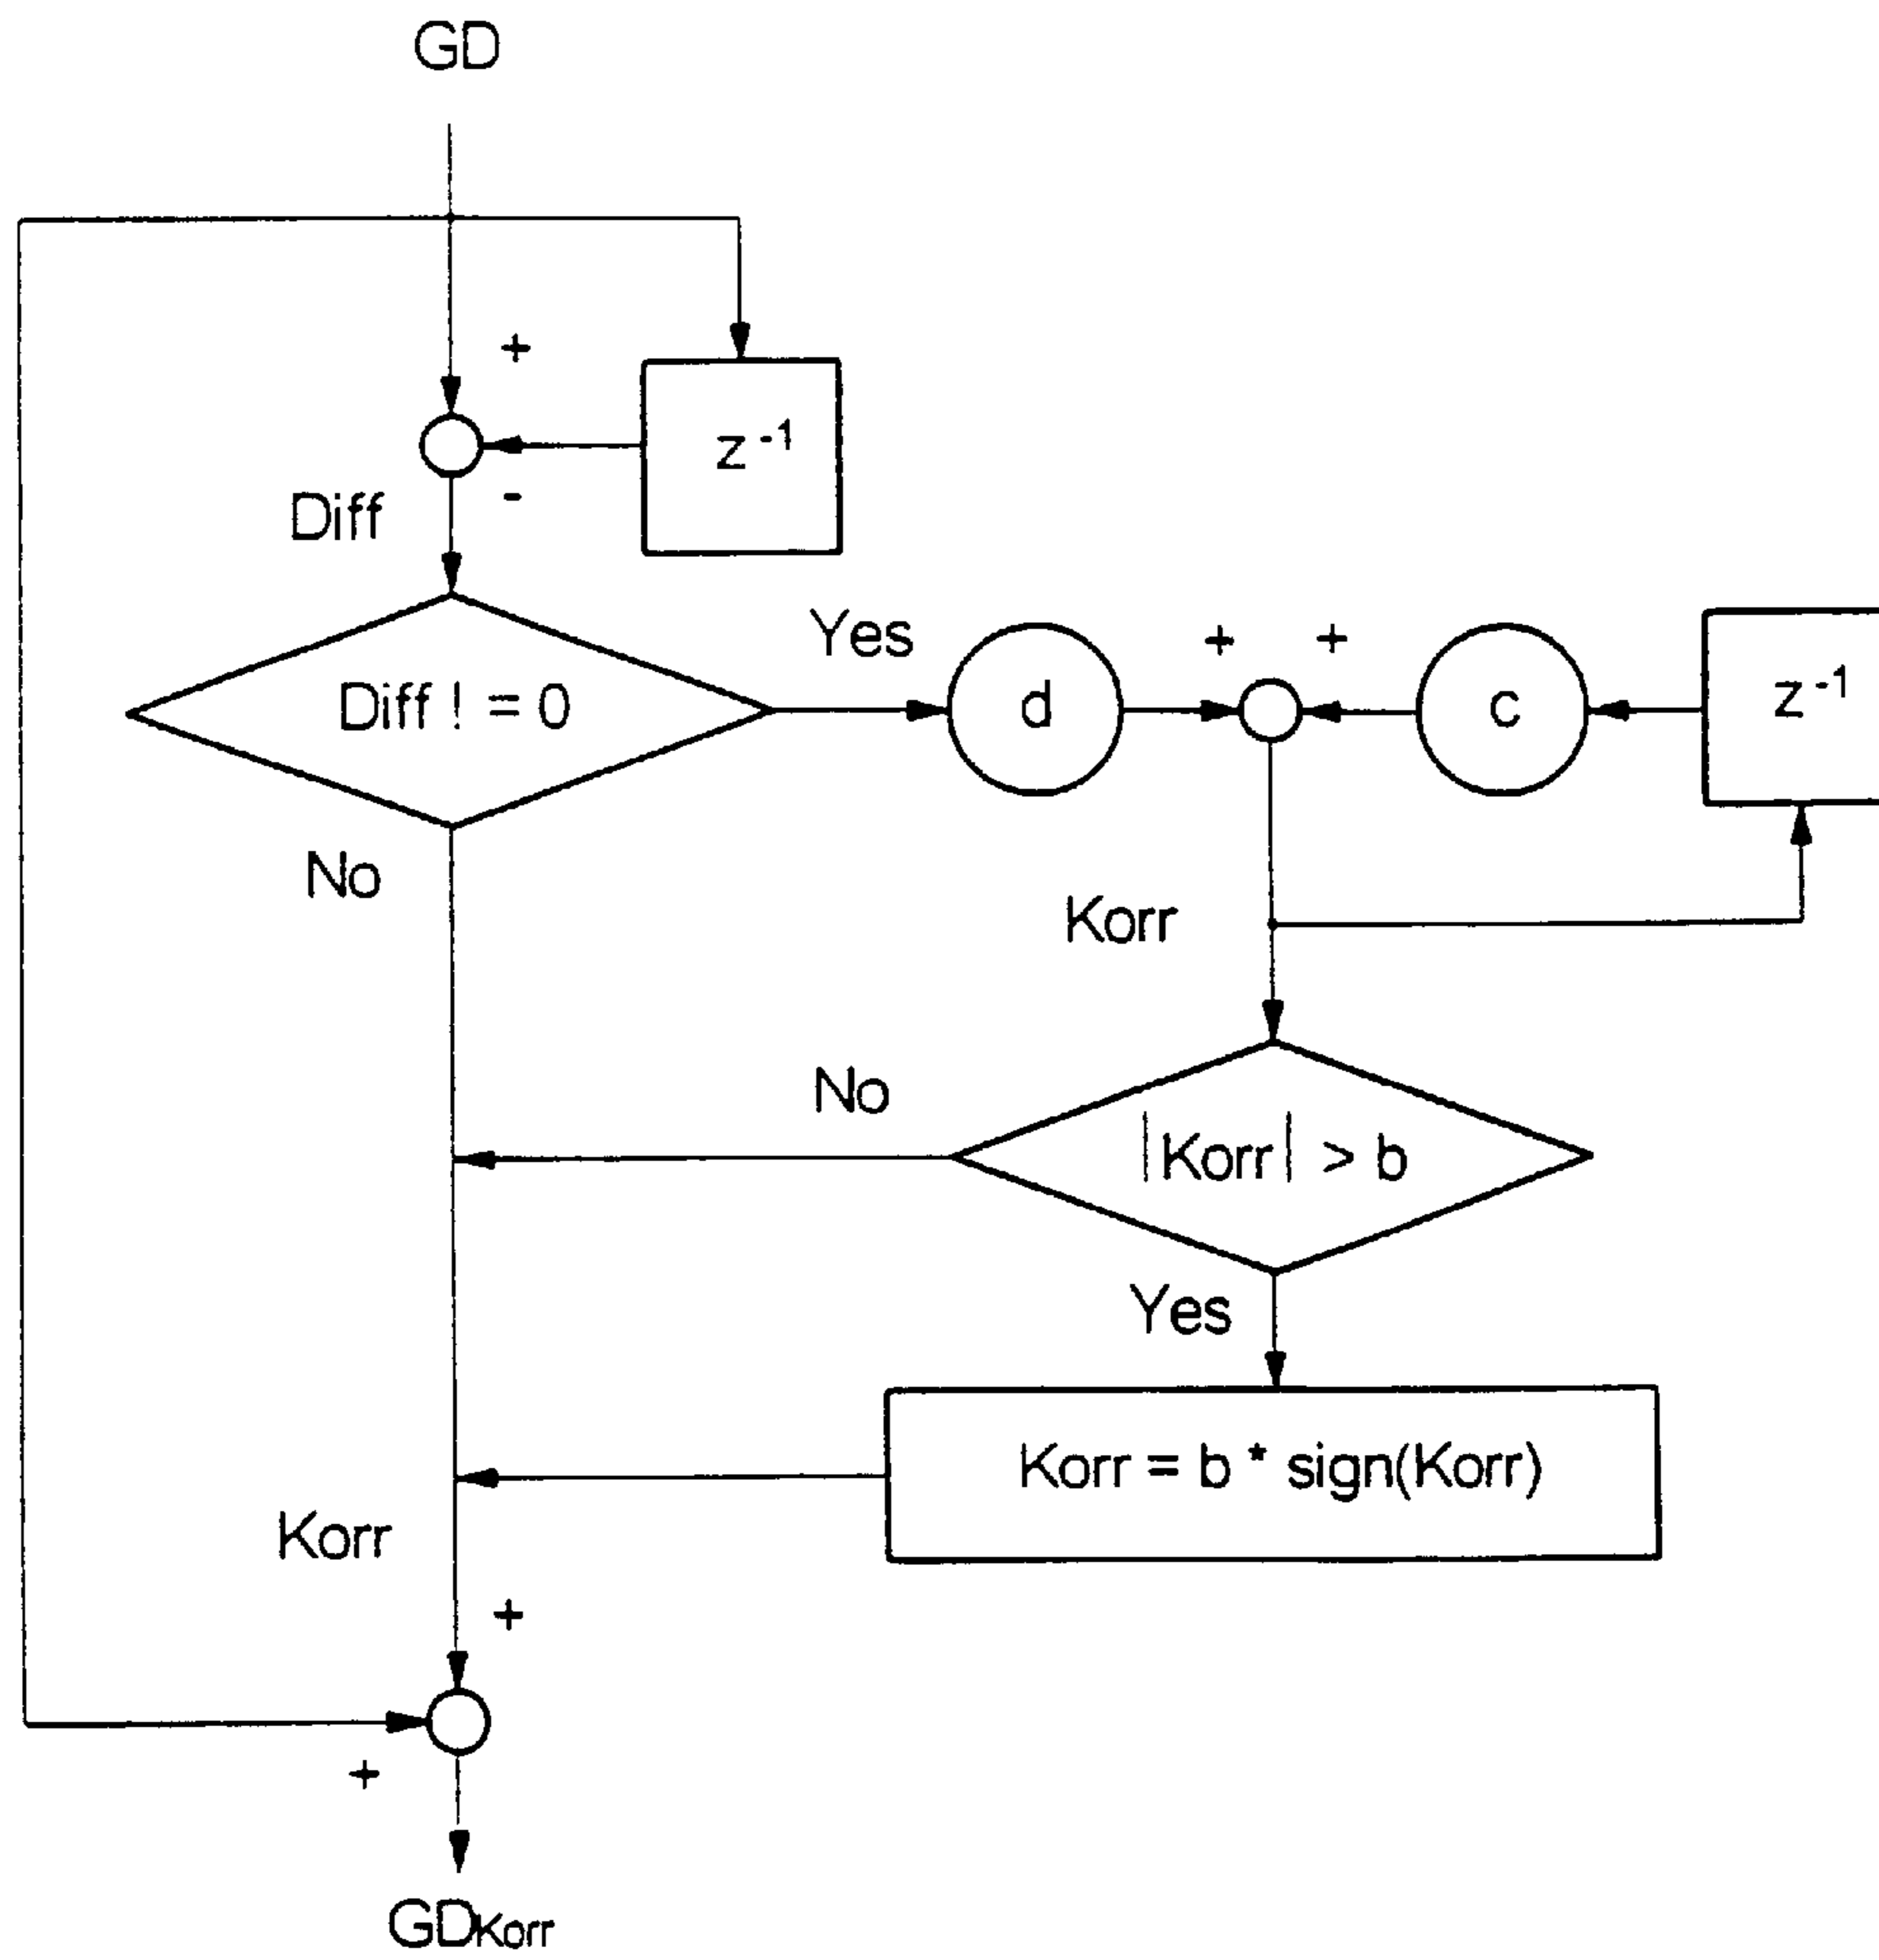 GD
+
z -1
-
Diff
Yes
+
+
Diff ! = 0
d
c
z -1
No
Korr
No
|Korr| > b
Yes
Korr = b * sign(Korr)
Korr
+
+
GDKorr